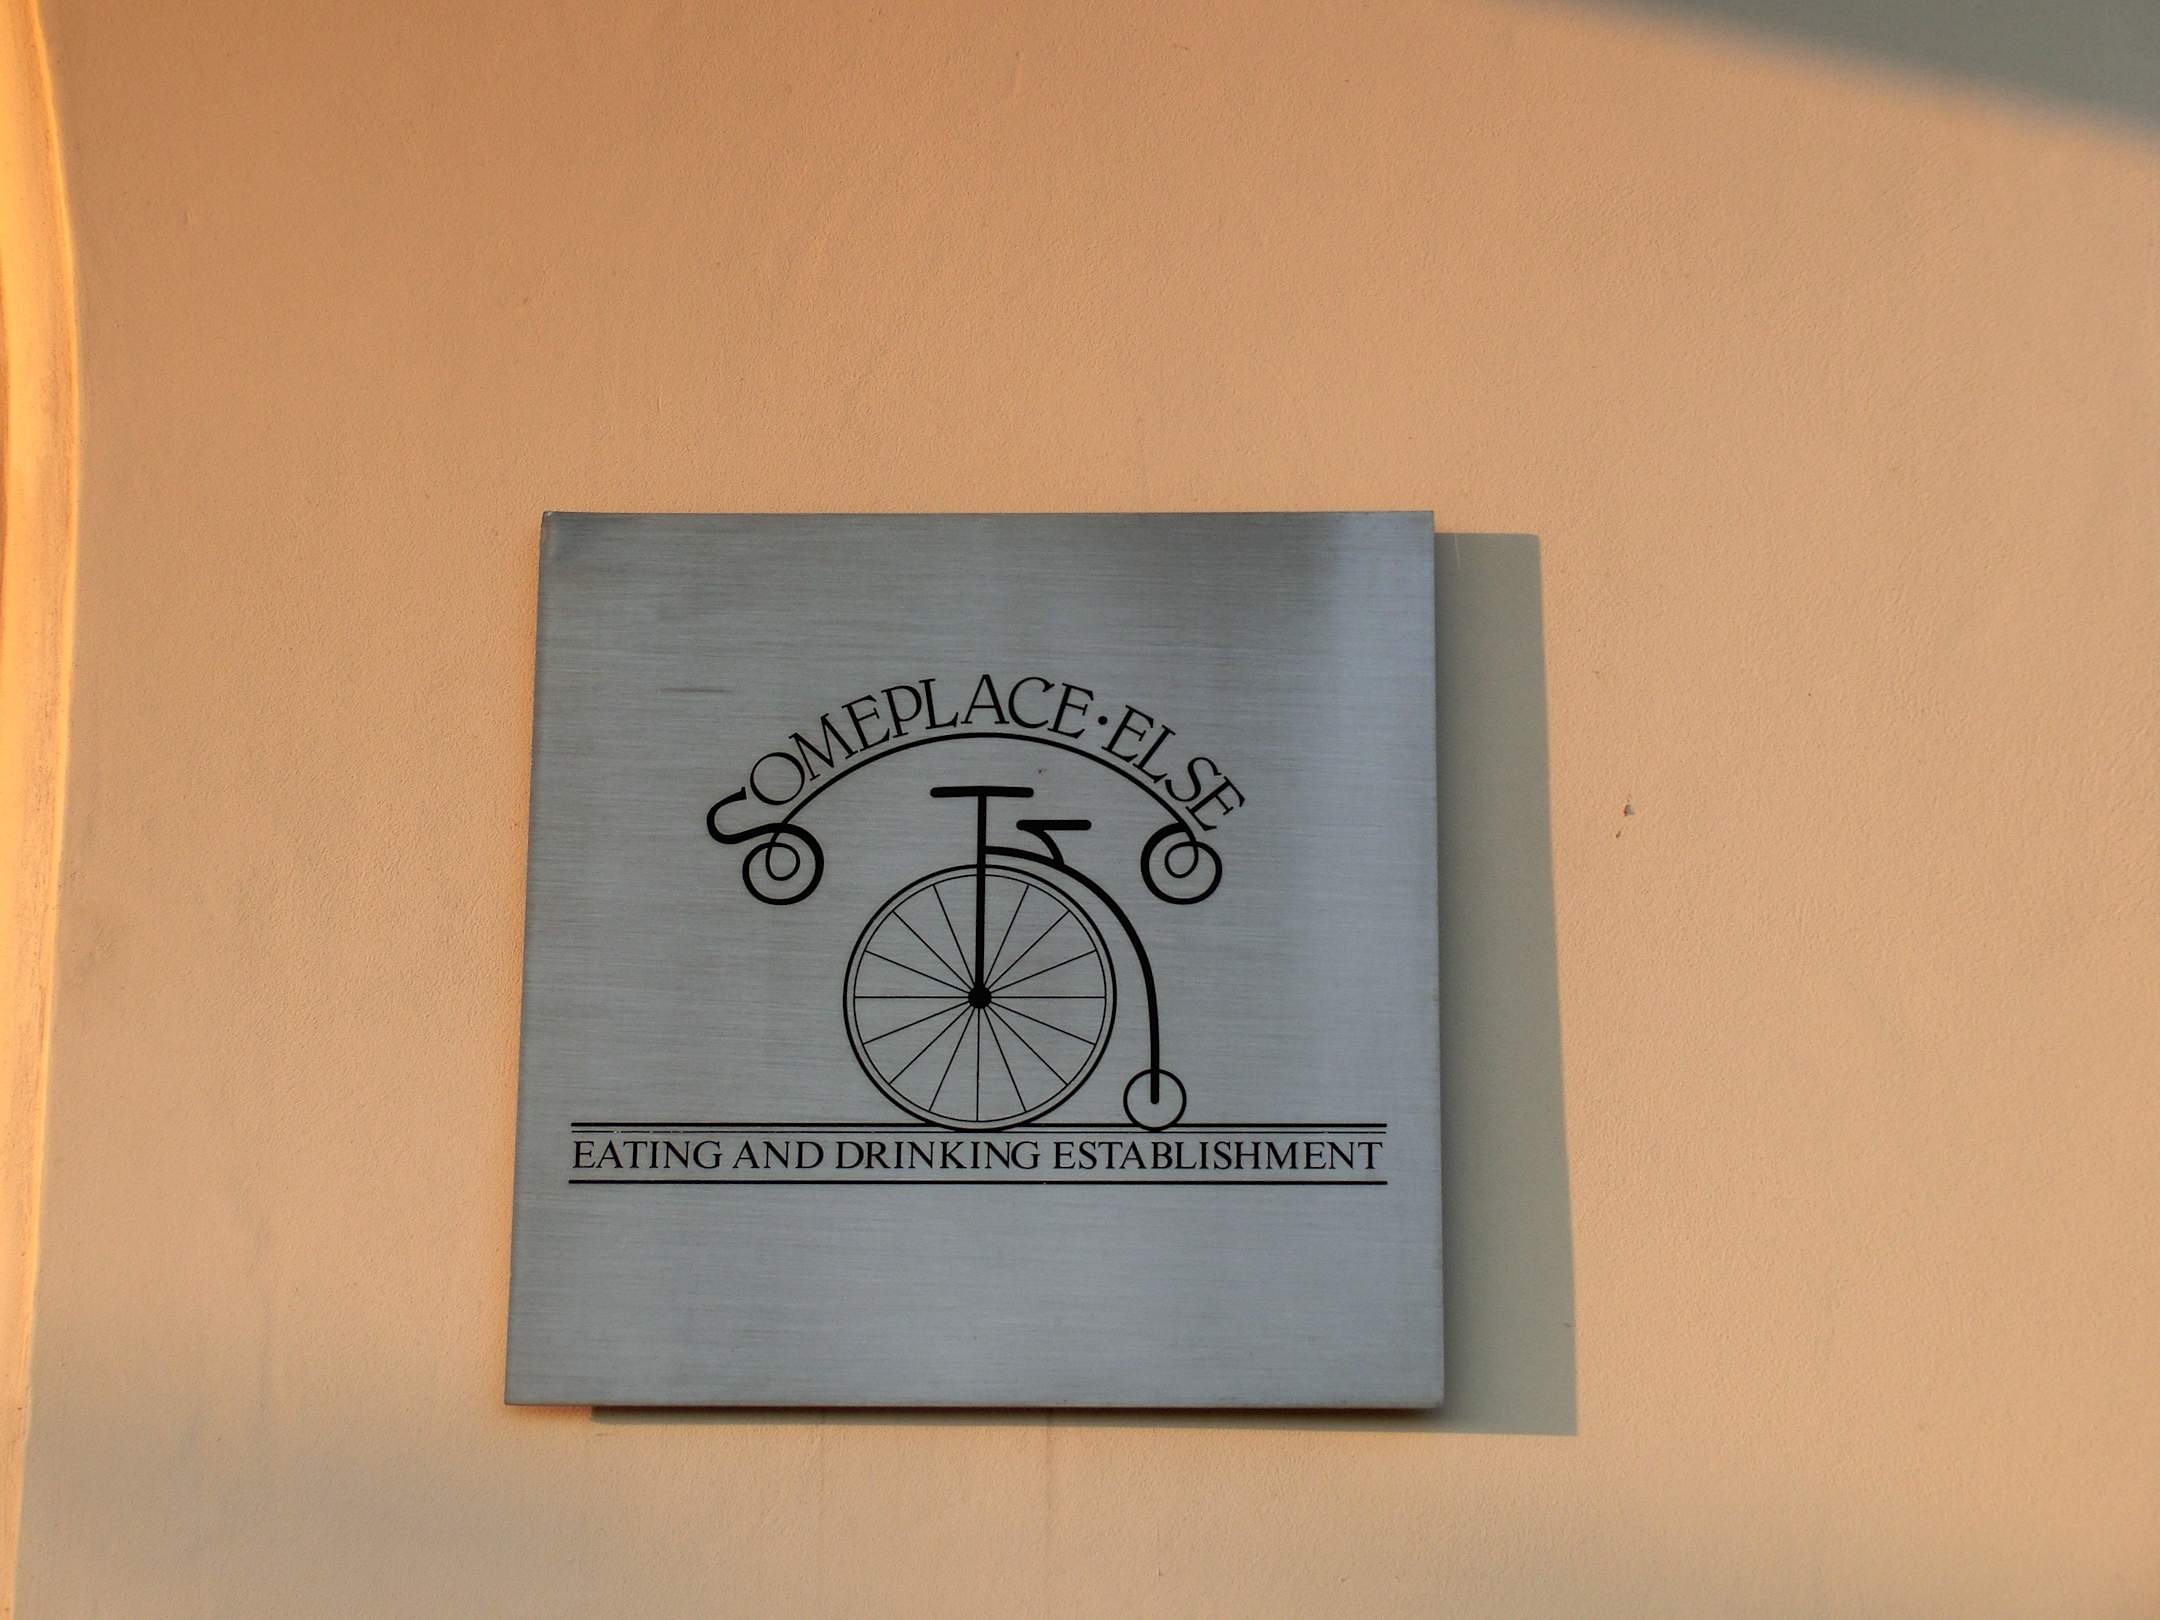 SOMEPLACE·ELSE
EATING AND DRINKING ESTABLISHMENT